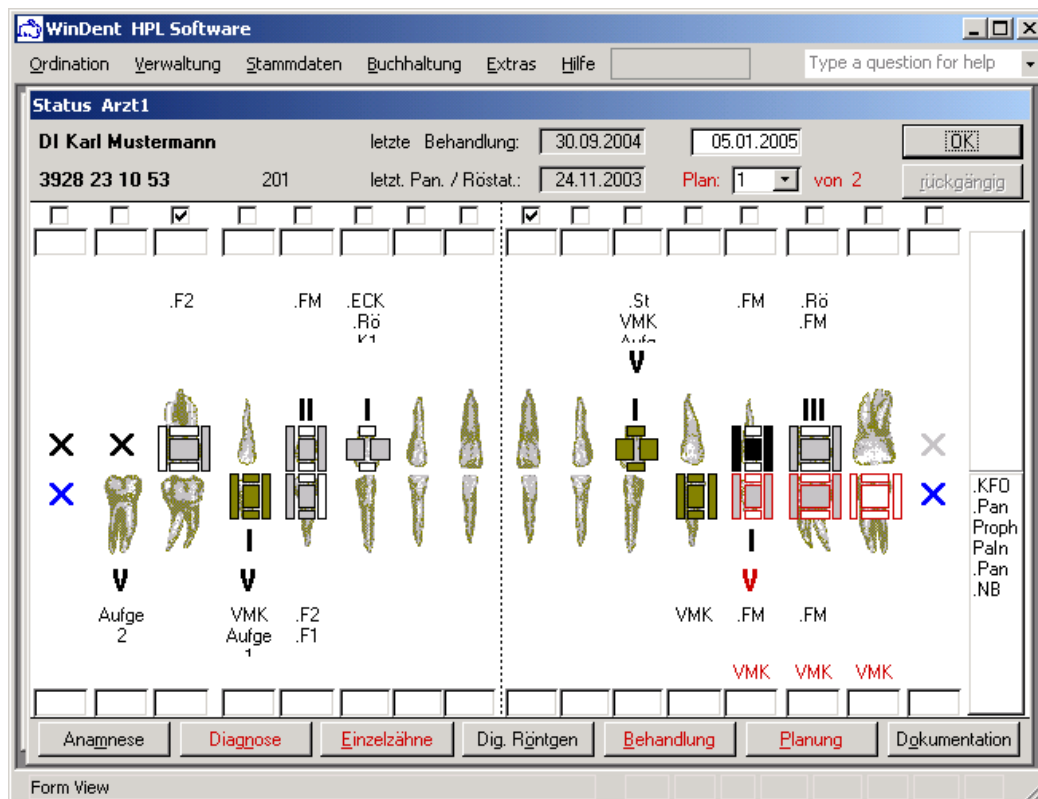 WinDent HPL Software
Ordination Verwaltung Stammdaten Buchhaltung Extras Hilfe Type a question for help
Status Arzt1
DI Karl Mustermann letzte Behandlung: 30.09.2004 05.01.2005 OK
3928 23 10 53 201 letzt. Pan. / Röstat.: 24.11.2003 Plan: 1 von 2 rückgängig
.F2 .FM .ECK .St .FM .Rö
.Rö VMK .FM
K1 Aufg
V
II I I III
I I
V V V
Aufge VMK .F2 VMK .FM .FM
2 Aufge .F1
1
VMK VMK VMK
.KFO
.Pan
Proph
PaIn
.Pan
.NB
Anamnese Diagnose Einzelzähne Dig. Röntgen Behandlung Planung Dokumentation
Form View